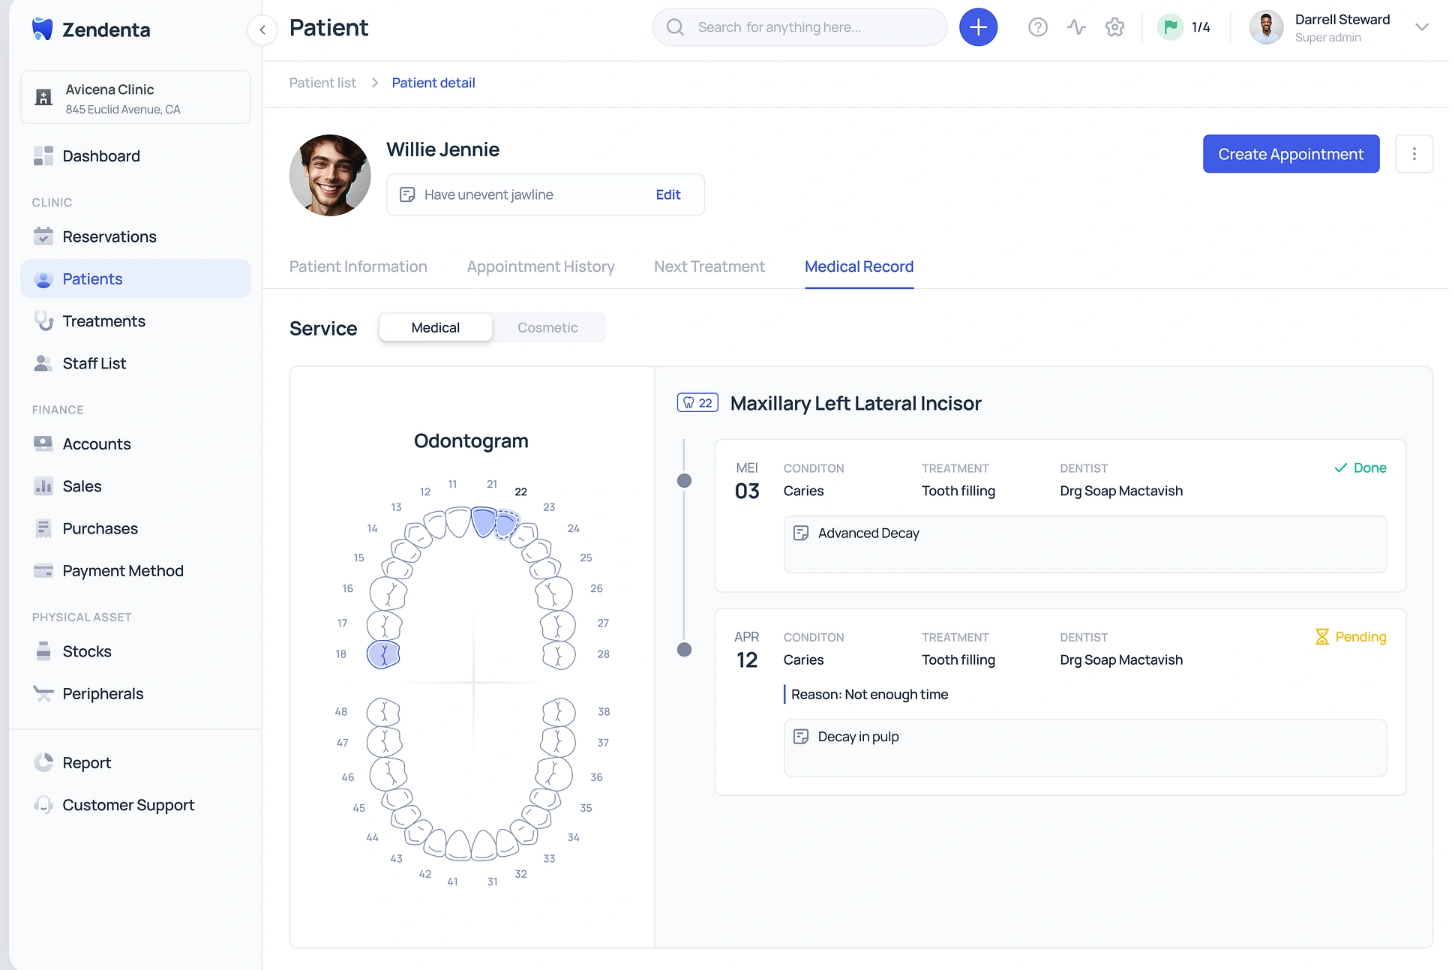 Zendenta
Patient
Search for anything here...
1/4
Darrell Steward
Super admin
Avicena Clinic
845 Euclid Avenue, CA
Patient list > Patient detail
Dashboard
CLINIC
Reservations
Patients
Treatments
Staff List
FINANCE
Accounts
Sales
Purchases
Payment Method
PHYSICAL ASSET
Stocks
Peripherals
Report
Customer Support
Willie Jennie
Have unevent jawline
Edit
Create Appointment
Patient Information
Appointment History
Next Treatment
Medical Record
Service
Medical
Cosmetic
Odontogram
11
21
12
22
13
23
14
24
15
25
16
26
17
27
18
28
48
38
47
37
46
36
45
35
44
34
43
33
42
32
41
31
22
Maxillary Left Lateral Incisor
MEI
03
CONDITON
Caries
TREATMENT
Tooth filling
DENTIST
Drg Soap Mactavish
Done
Advanced Decay
APR
12
CONDITON
Caries
TREATMENT
Tooth filling
DENTIST
Drg Soap Mactavish
Pending
Reason: Not enough time
Decay in pulp